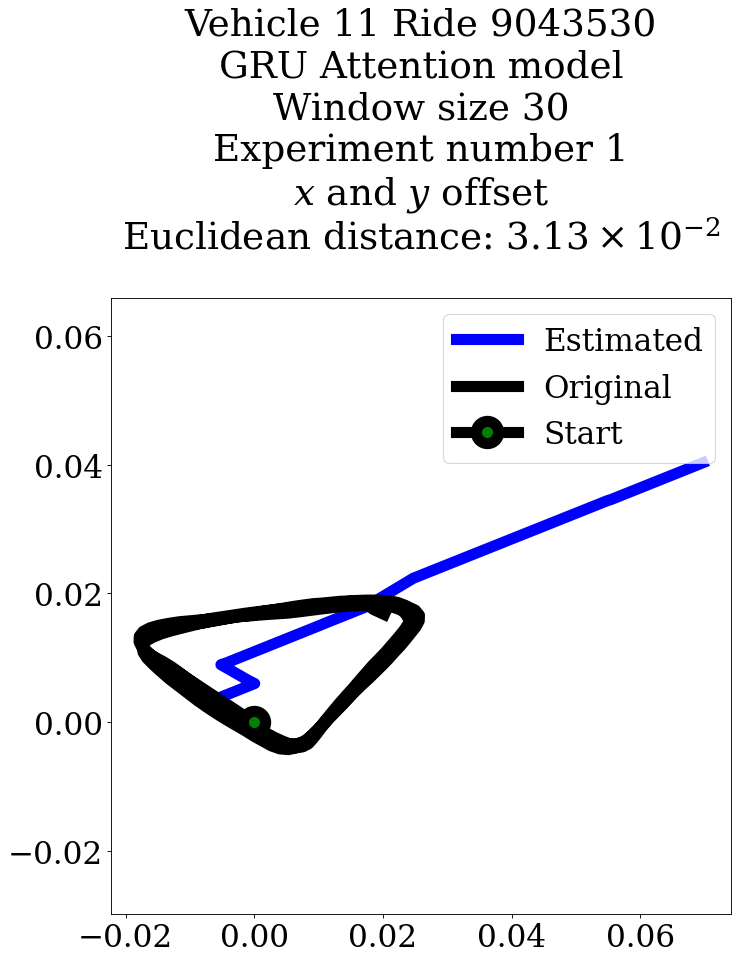 Vehicle 11 Ride 9043530
GRU Attention model
Window size 30
Experiment number 1
x and y offset
Euclidean distance: 3.13 × 10⁻²
Estimated
Original
Start
0.06
0.04
0.02
0.00
−0.02
−0.02 0.00 0.02 0.04 0.06